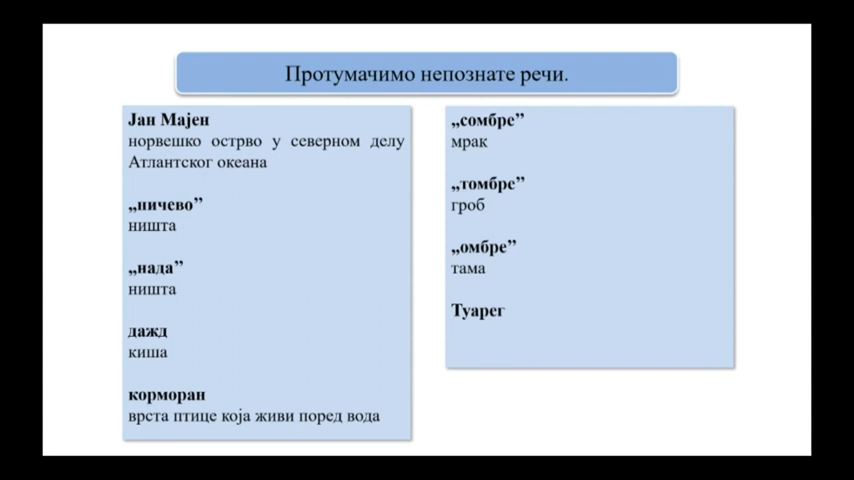 Протумачимо непознате речи.
Јан Мајен
норвешко острво у северном делу
Атлантског океана
„ничево”
ништа
„нада”
ништа
дажд
киша
корморан
врста птице која живи поред вода
„сомбре”
мрак
„томбре”
гроб
„омбре”
тама
Туарег